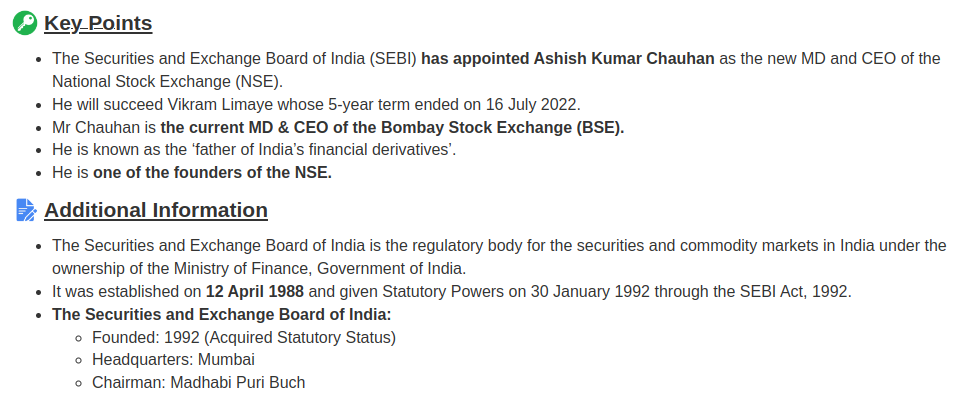 Key Points
The Securities and Exchange Board of India (SEBI) has appointed Ashish Kumar Chauhan as the new MD and CEO of the
National Stock Exchange (NSE).
He will succeed Vikram Limaye whose 5-year term ended on 16 July 2022.
Mr Chauhan is the current MD & CEO of the Bombay Stock Exchange (BSE).
He is known as the ‘father of India’s financial derivatives’.
He is one of the founders of the NSE.
Additional Information
The Securities and Exchange Board of India is the regulatory body for the securities and commodity markets in India under the
ownership of the Ministry of Finance, Government of India.
It was established on 12 April 1988 and given Statutory Powers on 30 January 1992 through the SEBI Act, 1992.
The Securities and Exchange Board of India:
Founded: 1992 (Acquired Statutory Status)
Headquarters: Mumbai
Chairman: Madhabi Puri Buch